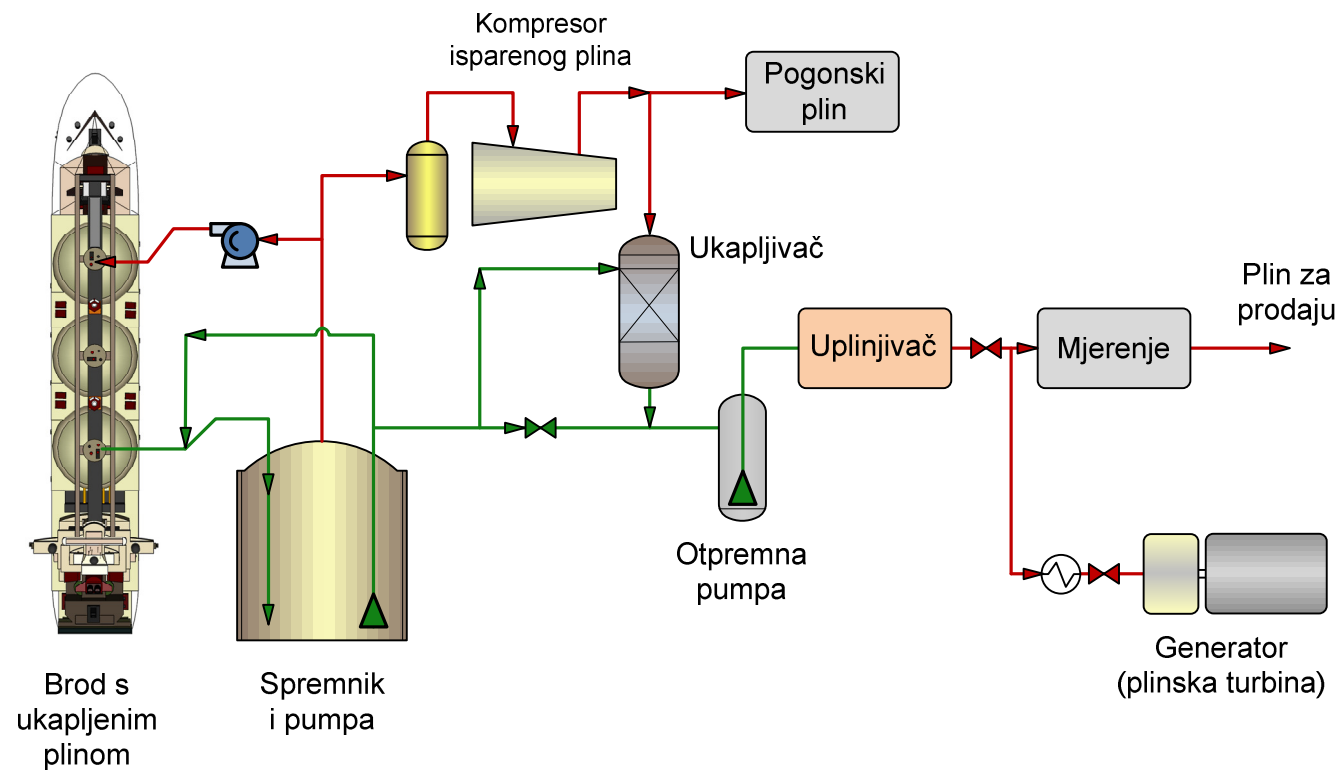 Kompresor
isparenog plina
Pogonski
plin
Ukapljivač
Plin za
prodaju
Uplinjivač
Mjerenje
Otpremna
pumpa
Generator
(plinska turbina)
Brod s
ukapljenim
plinom
Spremnik
i pumpa